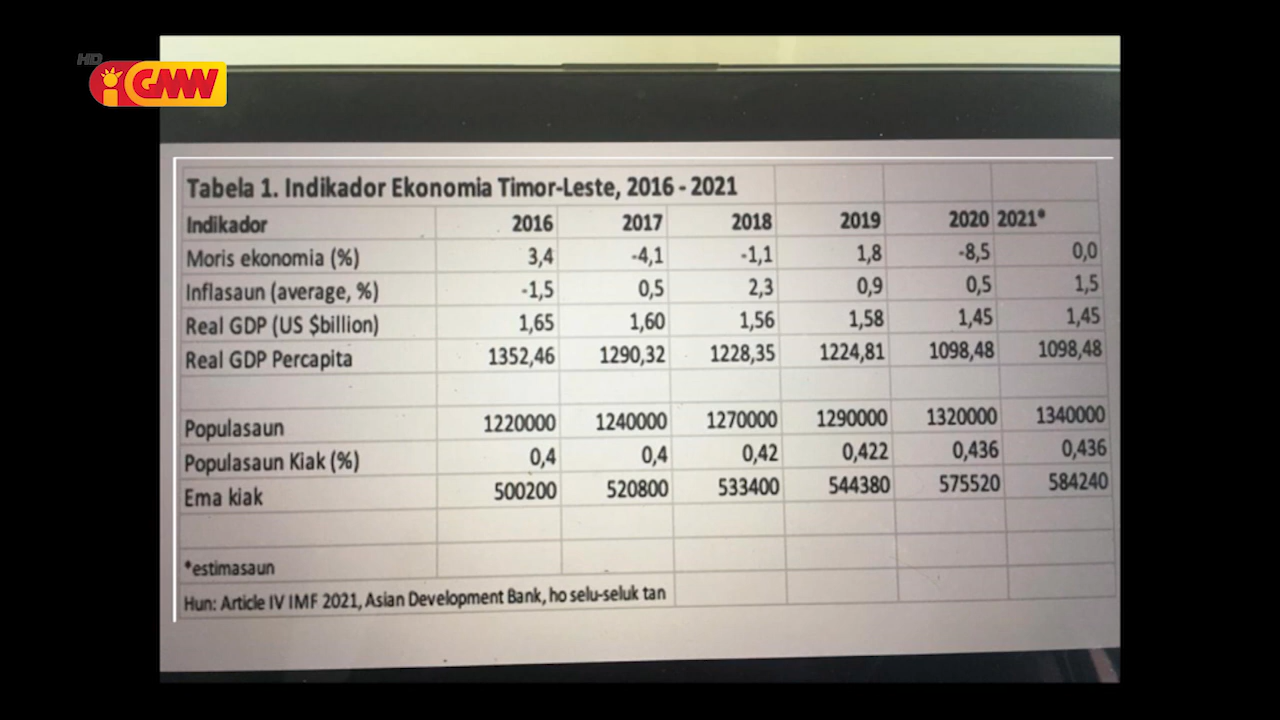 HD
GMW
Tabela 1. Indikador Ekonomia Timor-Leste, 2016 - 2021
Indikador 2016 2017 2018 2019 2020 2021*
Moris ekonomia (%) 3,4 -4,1 -1,1 1,8 -8,5 0,0
Inflasaun (average, %) -1,5 0,5 2,3 0,9 0,5 1,5
Real GDP (US $billion) 1,65 1,60 1,56 1,58 1,45 1,45
Real GDP Percapita 1352,46 1290,32 1228,35 1224,81 1098,48 1098,48
Populasaun 1220000 1240000 1270000 1290000 1320000 1340000
Populasaun Kiak (%) 0,4 0,4 0,42 0,422 0,436 0,436
Ema kiak 500200 520800 533400 544380 575520 584240
*estimasaun
Hun: Article IV IMF 2021, Asian Development Bank, ho selu-seluk tan